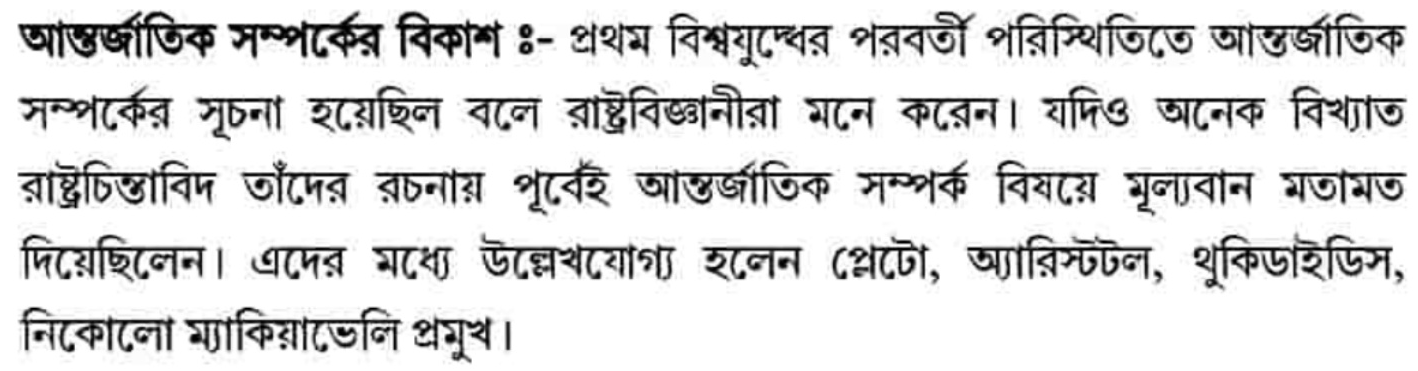 আন্তর্জাতিক সম্পর্কের বিকাশ ঃ- প্রথম বিশ্বযুদ্ধের পরবর্তী পরিস্থিতিতে আন্তর্জাতিক
সম্পর্কের সূচনা হয়েছিল বলে রাষ্ট্রবিজ্ঞানীরা মনে করেন। যদিও অনেক বিখ্যাত
রাষ্ট্রচিন্তাবিদ তাঁদের রচনায় পূর্বেই আন্তর্জাতিক সম্পর্ক বিষয়ে মূল্যবান মতামত
দিয়েছিলেন। এদের মধ্যে উল্লেখযোগ্য হলেন প্লেটো, অ্যারিস্টটল, থুকিডাইডিস,
নিকোলো ম্যাকিয়াভেলি প্রমুখ।